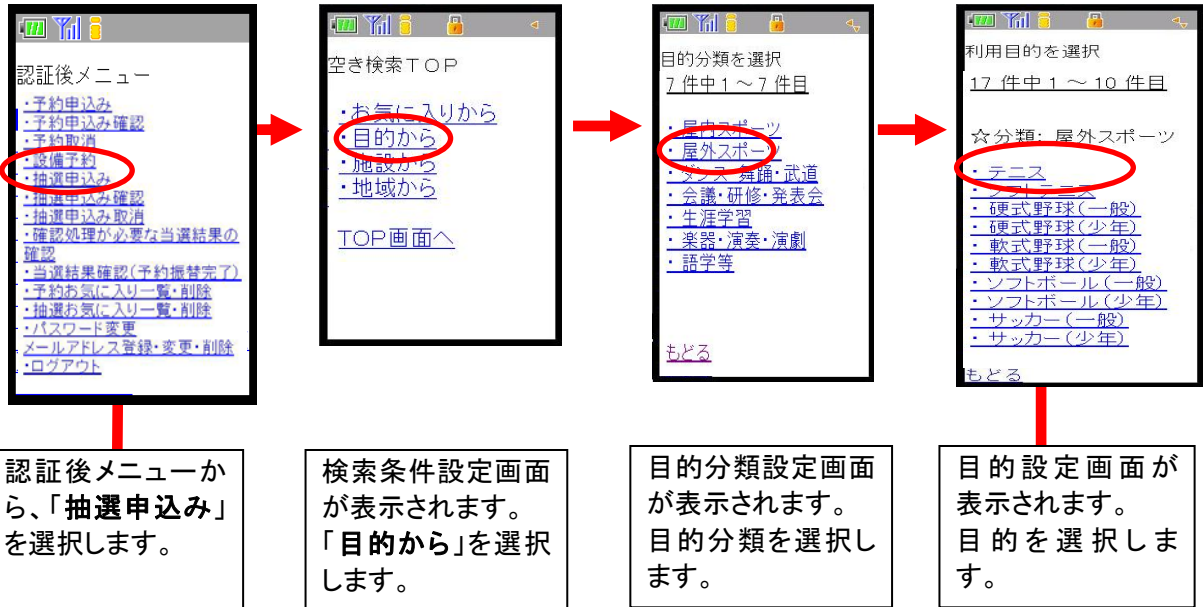 認証後メニュー
・予約申込み
・予約申込み確認
・予約取消
・設備予約
・抽選申込み
・抽選申込み確認
・抽選申込み取消
・確認処理が必要な当選結果の
確認
・当選結果確認(予約振替完了)
・予約お気に入り一覧・削除
・抽選お気に入り一覧・削除
・パスワード変更
メールアドレス登録・変更・削除
・ログアウト
認証後メニューか
ら、「抽選申込み」
を選択します。
空き検索TOP
・お気に入りから
・目的から
・施設から
・地域から
TOP画面へ
検索条件設定画面
が表示されます。
「目的から」を選択
します。
目的分類を選択
7件中1～7件目
・屋内スポーツ
・屋外スポーツ
・ダンス・舞踊・武道
・会議・研修・発表会
・生涯学習
・楽器・演奏・演劇
・語学等
もどる
目的分類設定画面
が表示されます。
目的分類を選択し
ます。
利用目的を選択
17件中1～10件目
☆分類:屋外スポーツ
・テニス
・ソフトテニス
・硬式野球(一般)
・硬式野球(少年)
・軟式野球(一般)
・軟式野球(少年)
・ソフトボール(一般)
・ソフトボール(少年)
・サッカー(一般)
・サッカー(少年)
もどる
目的設定画面が
表示されます。
目的を選択しま
す。